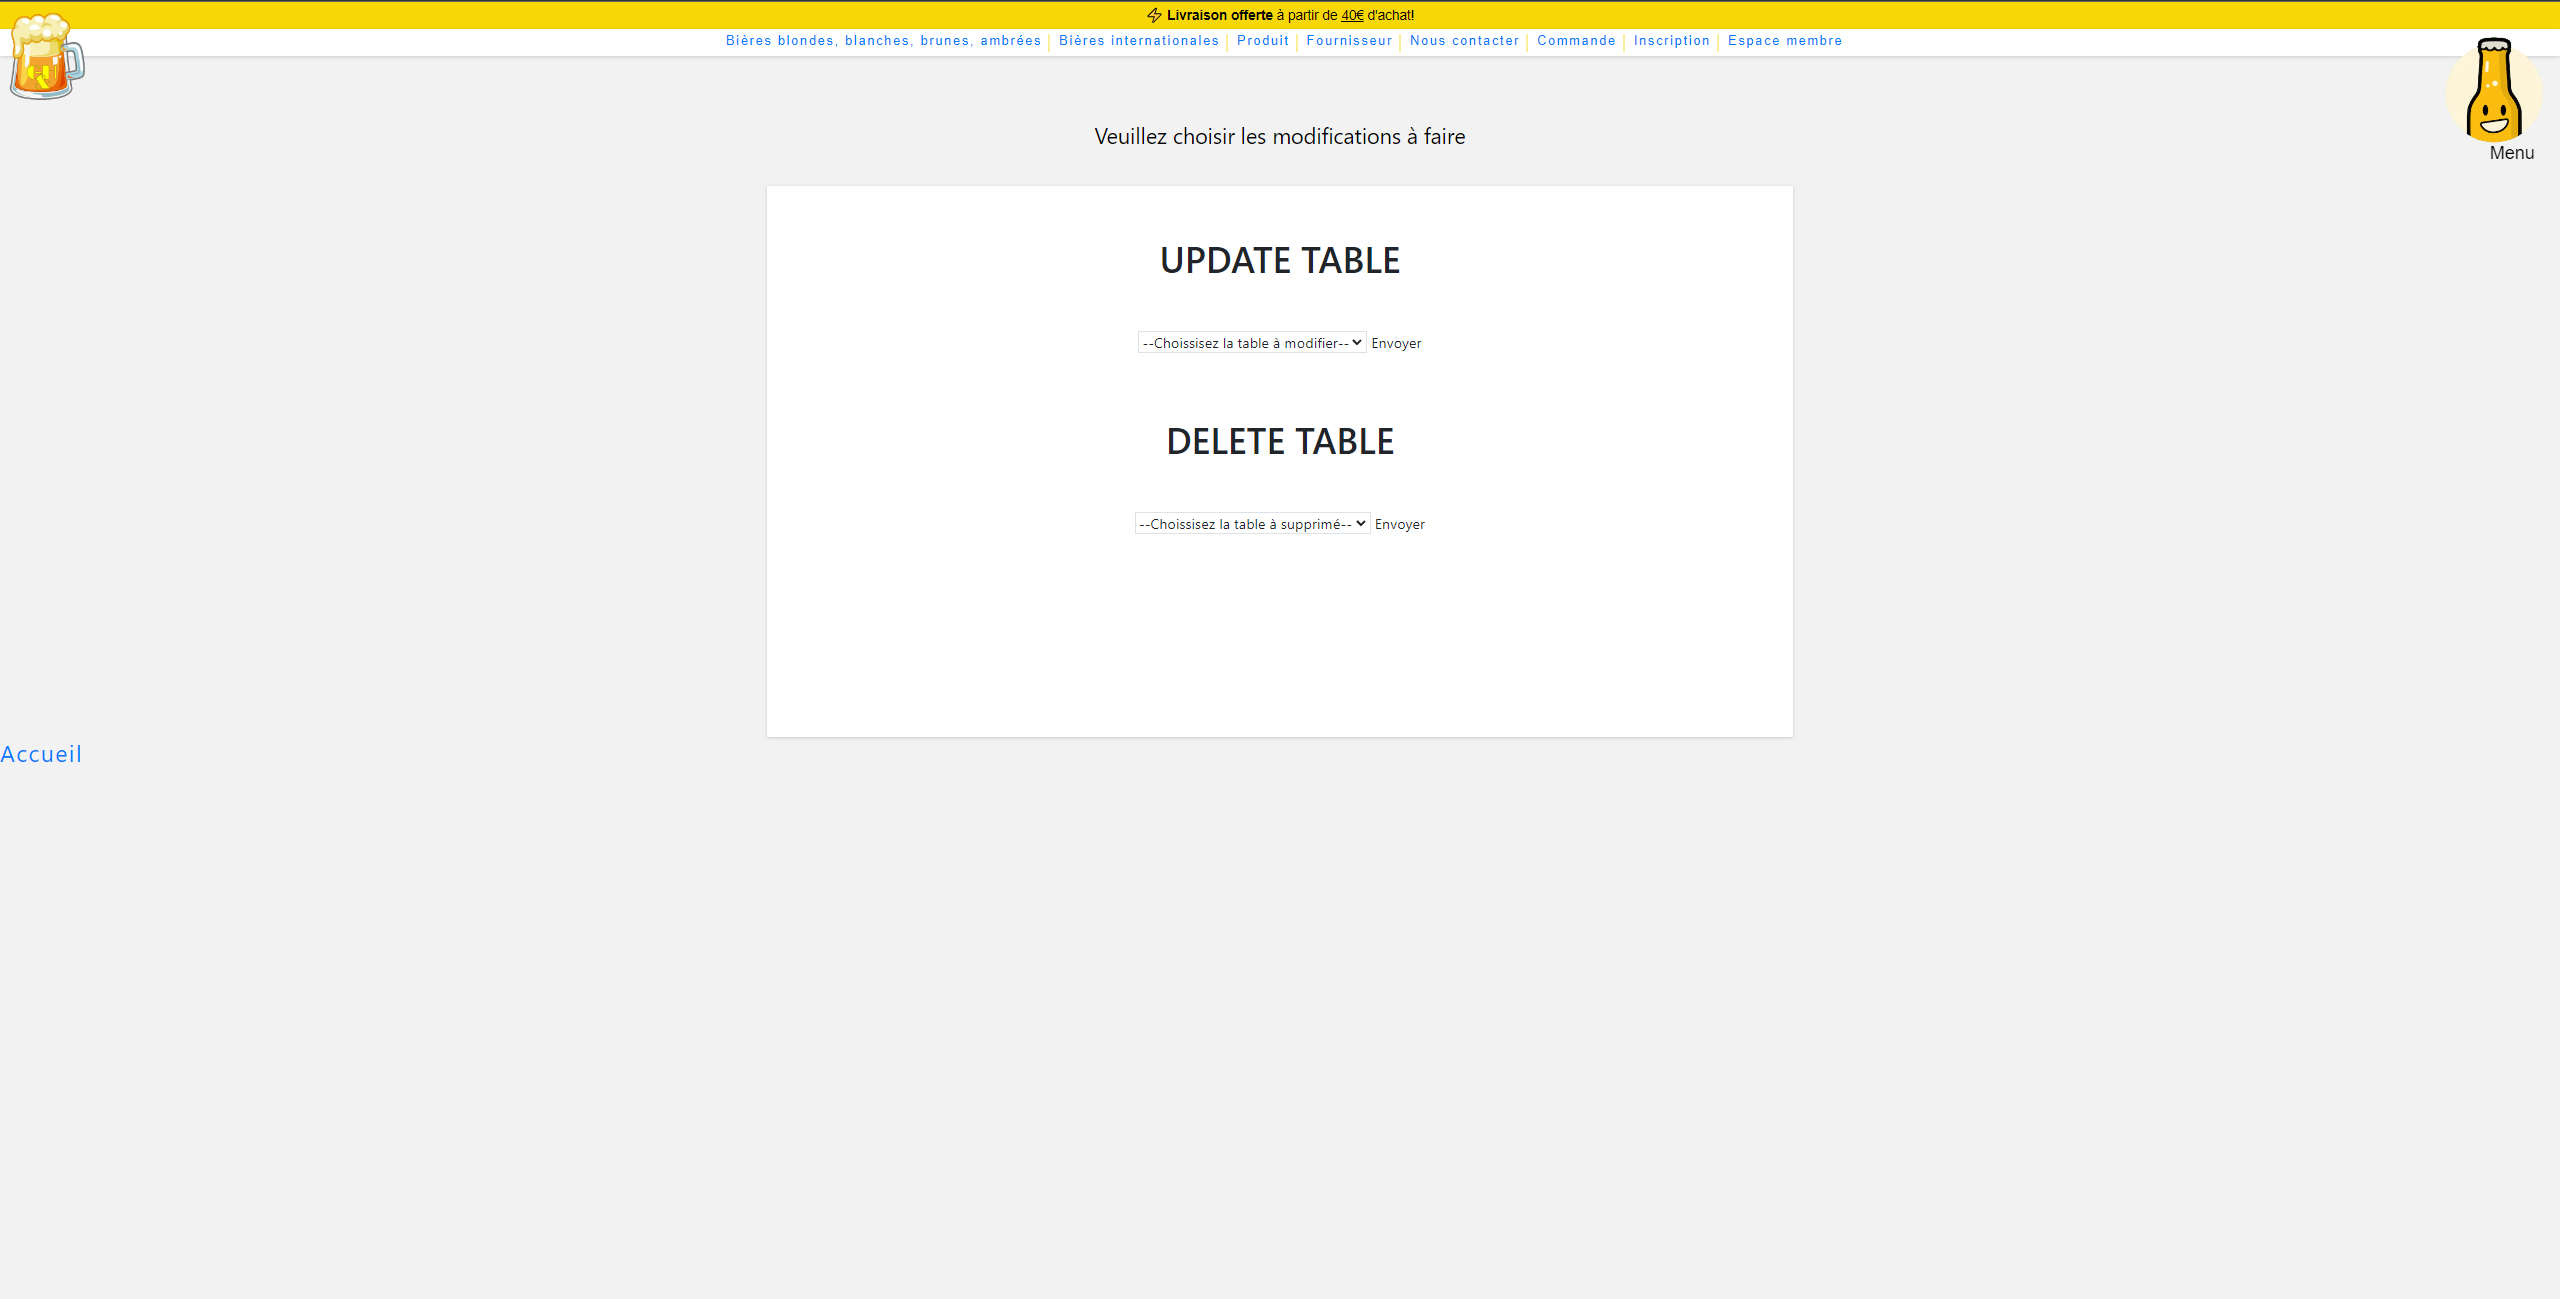 Livraison offerte à partir de 40€ d'achat!
Bières blondes, blanches, brunes, ambrées Bières internationales Produit Fournisseur Nous contacter Commande Inscription Espace membre
Menu
Veuillez choisir les modifications à faire
UPDATE TABLE
--Choissisez la table à modifier-- Envoyer
DELETE TABLE
--Choissisez la table à supprimé-- Envoyer
Accueil